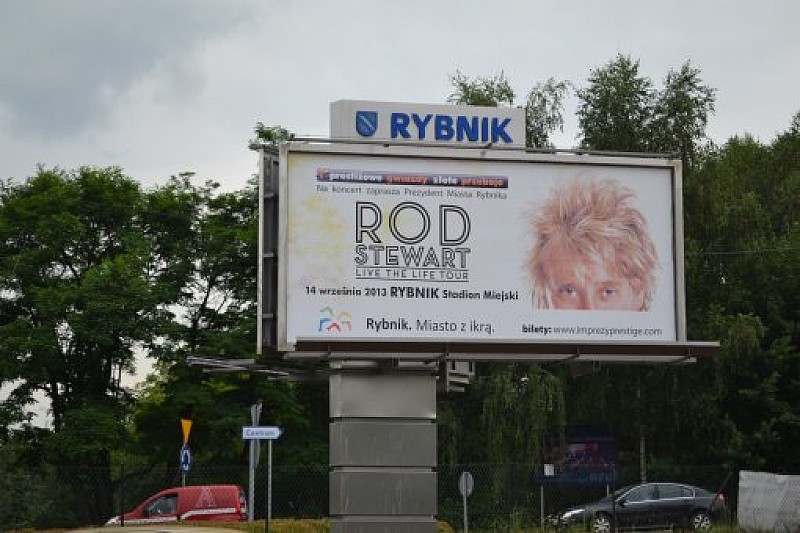 RYBNIK
gwiazdy złote przeboje
Na koncert zaprasza Prezydent Miasta Rybnika
ROD
STEWART
LIVE THE LIFE TOUR
14 września 2013 RYBNIK Stadion Miejski
Rybnik. Miasto z ikrą.
bilety: www.imprezyprestige.com
Centrum